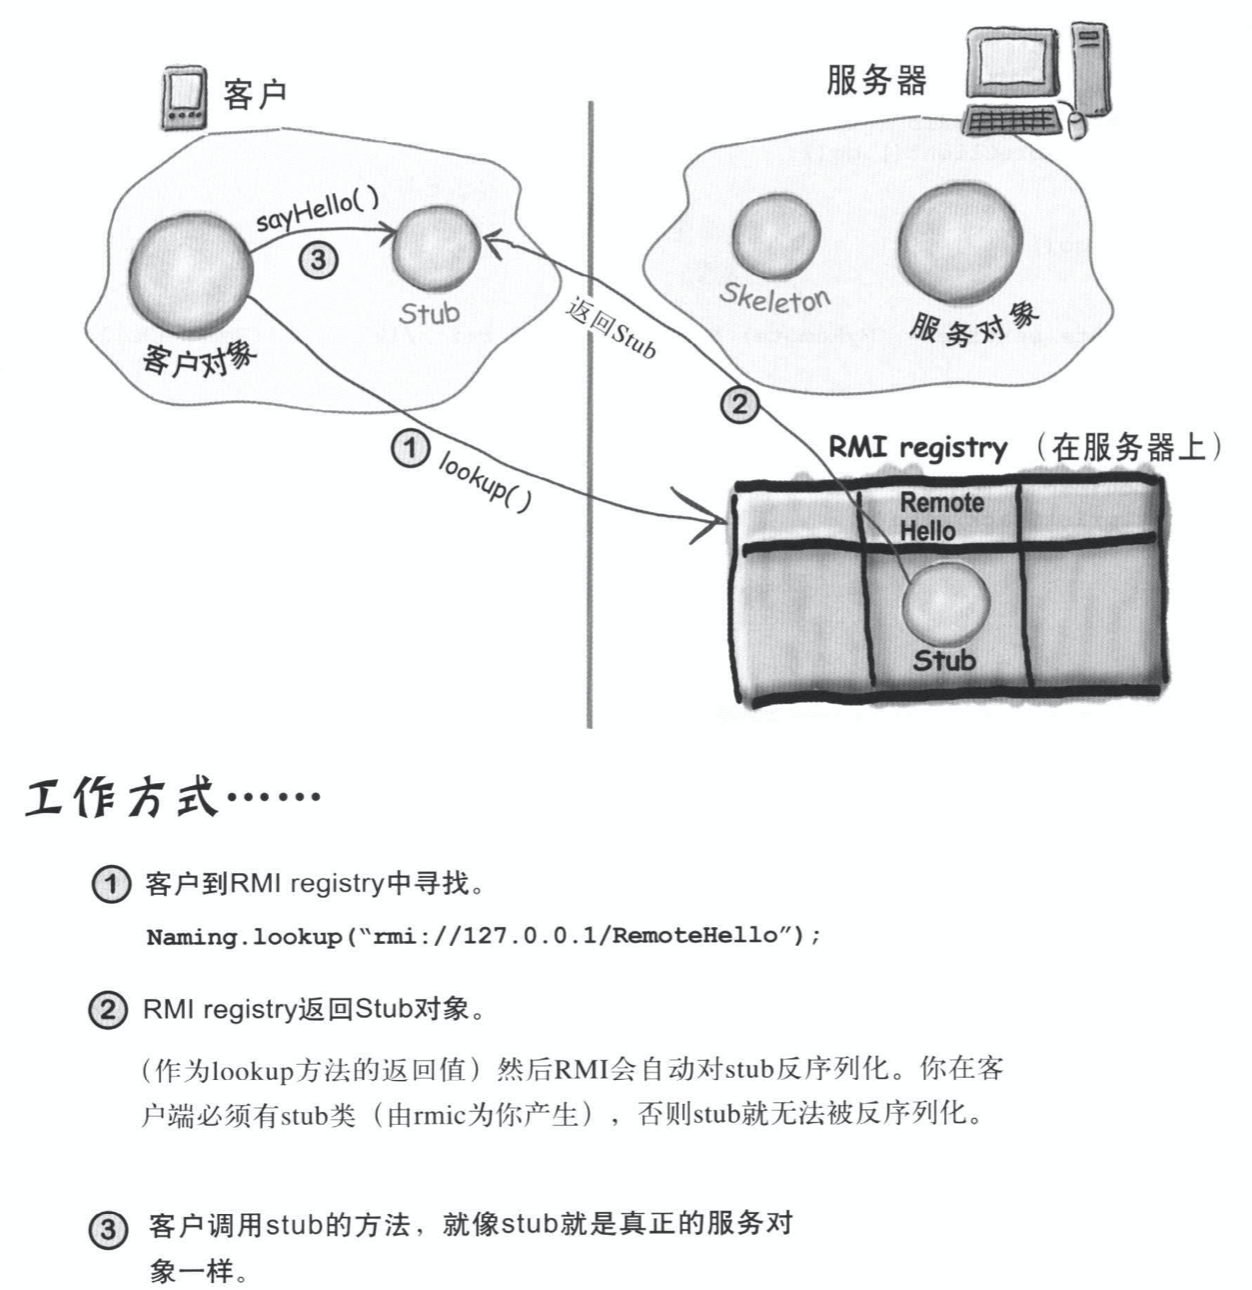 客户
服务器
sayHello( )
③
Stub
客户对象
Skeleton
服务对象
返回Stub
②
① lookup( )
RMI registry （在服务器上）
Remote
Hello
Stub
工作方式……
① 客户到RMI registry中寻找。
Naming.lookup(“rmi://127.0.0.1/RemoteHello”);
② RMI registry返回Stub对象。
（作为lookup方法的返回值）然后RMI会自动对stub反序列化。你在客
户端必须有stub类（由rmic为你产生），否则stub就无法被反序列化。
③ 客户调用stub的方法，就像stub就是真正的服务对
象一样。